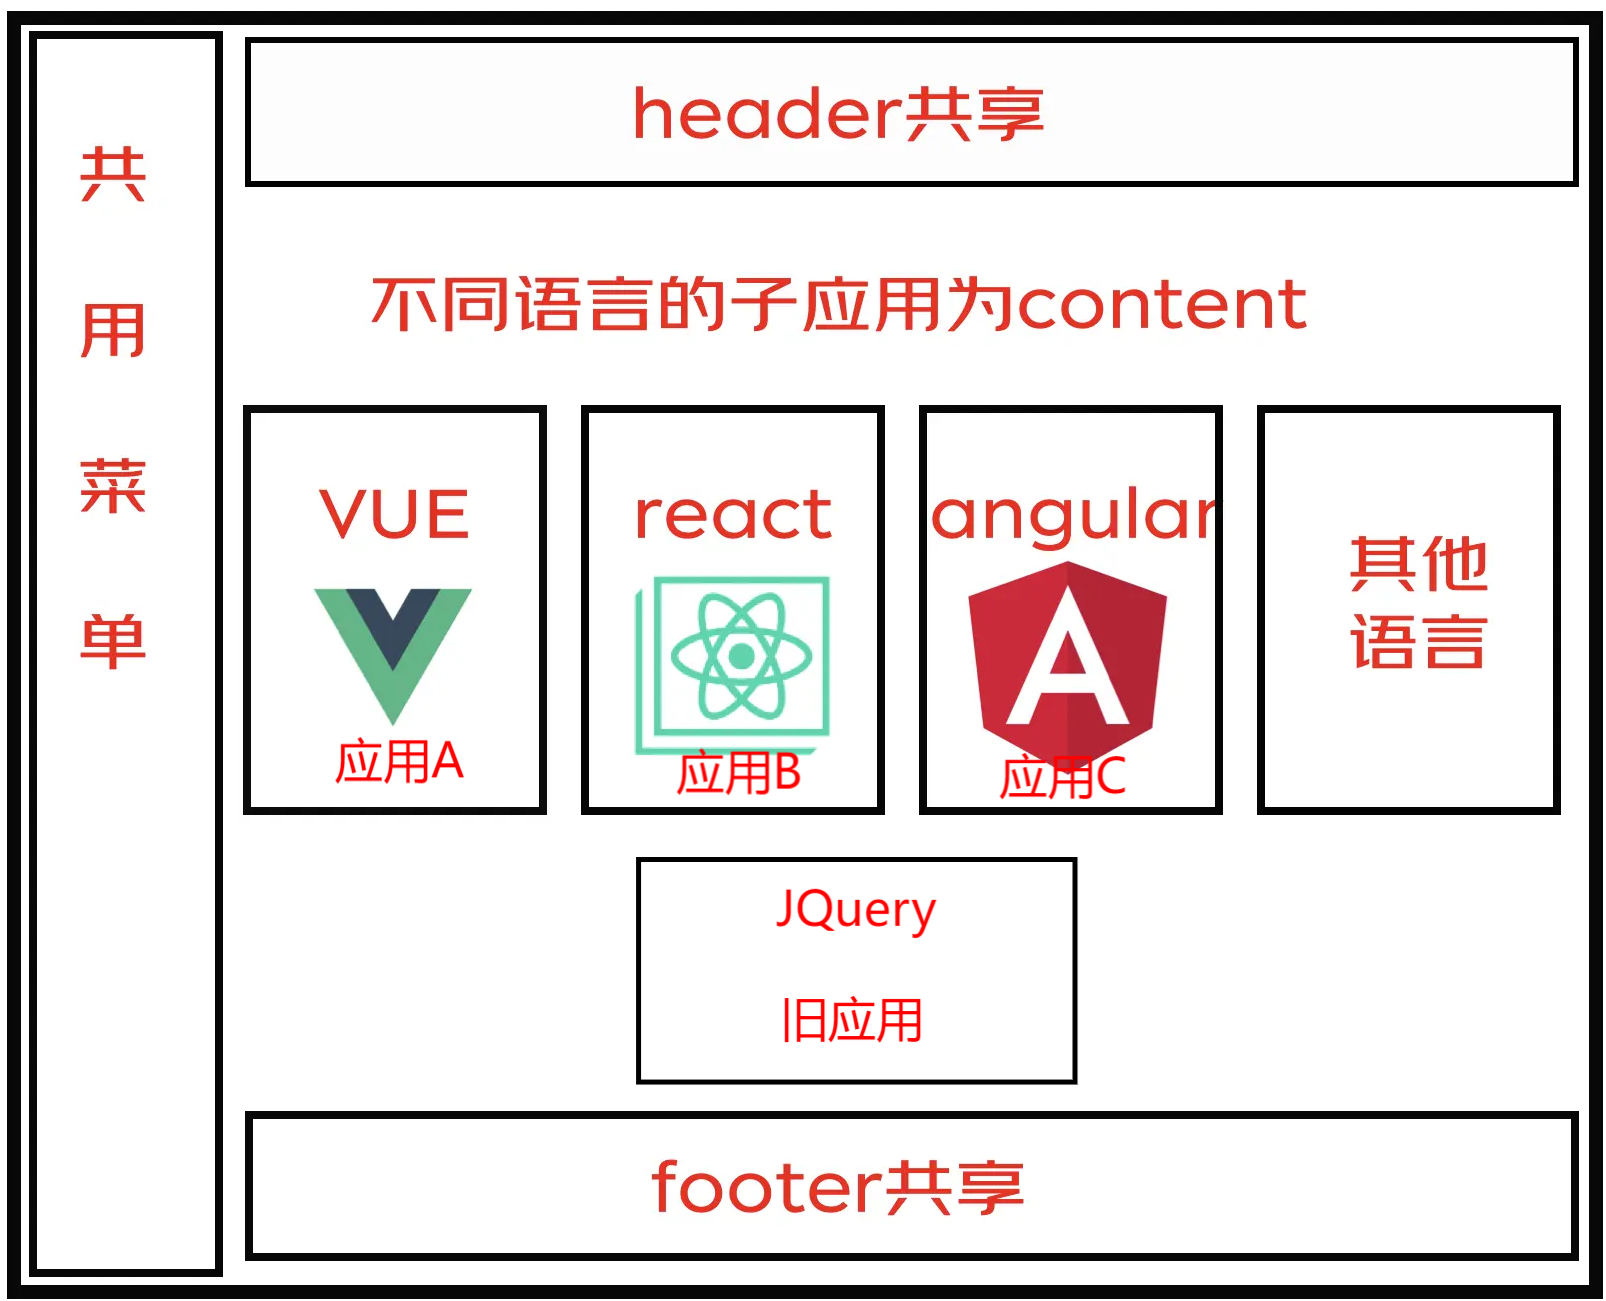 共
用
菜
单
header共享
不同语言的子应用为content
VUE
应用A
react
应用B
angular
应用C
其他
语言
JQuery
旧应用
footer共享